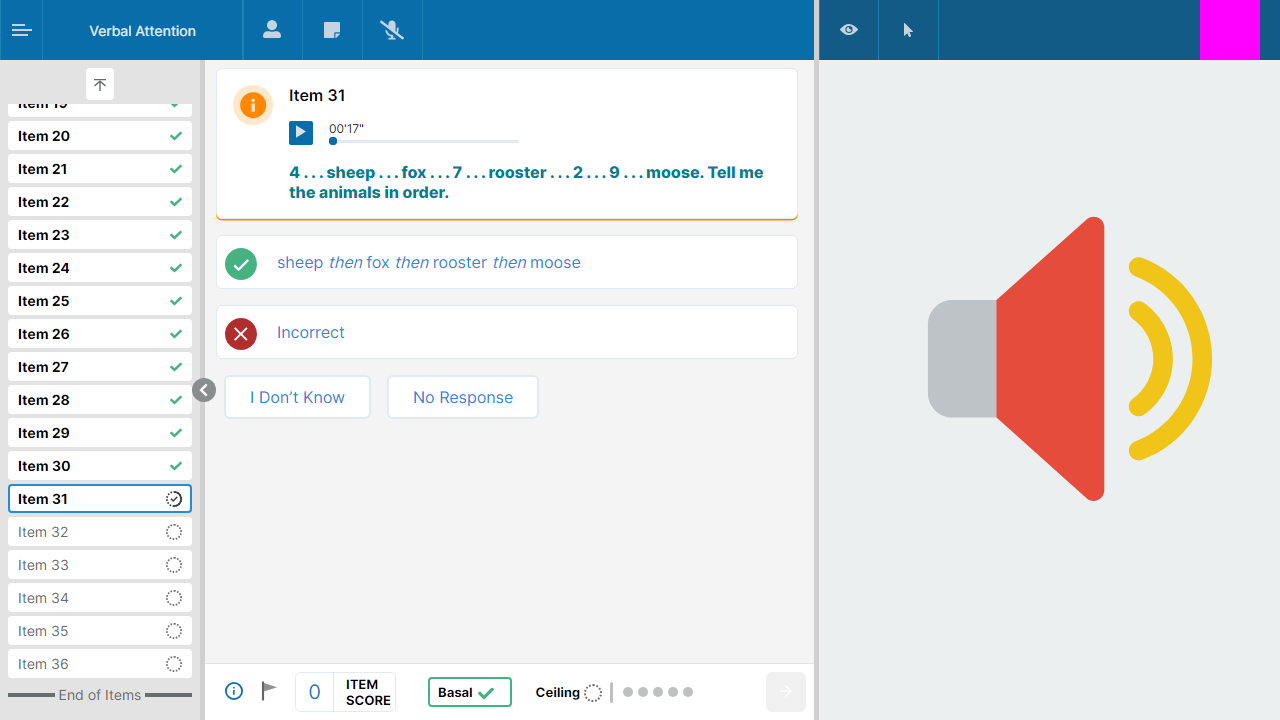 Verbal Attention
Item 19
Item 20
Item 21
Item 22
Item 23
Item 24
Item 25
Item 26
Item 27
Item 28
Item 29
Item 30
Item 31
Item 32
Item 33
Item 34
Item 35
Item 36
End of Items
Item 31
00'17"
4 . . . sheep . . . fox . . . 7 . . . rooster . . . 2 . . . 9 . . . moose. Tell me
the animals in order.
sheep then fox then rooster then moose
Incorrect
I Don’t Know
No Response
0
ITEM
SCORE
Basal
Ceiling